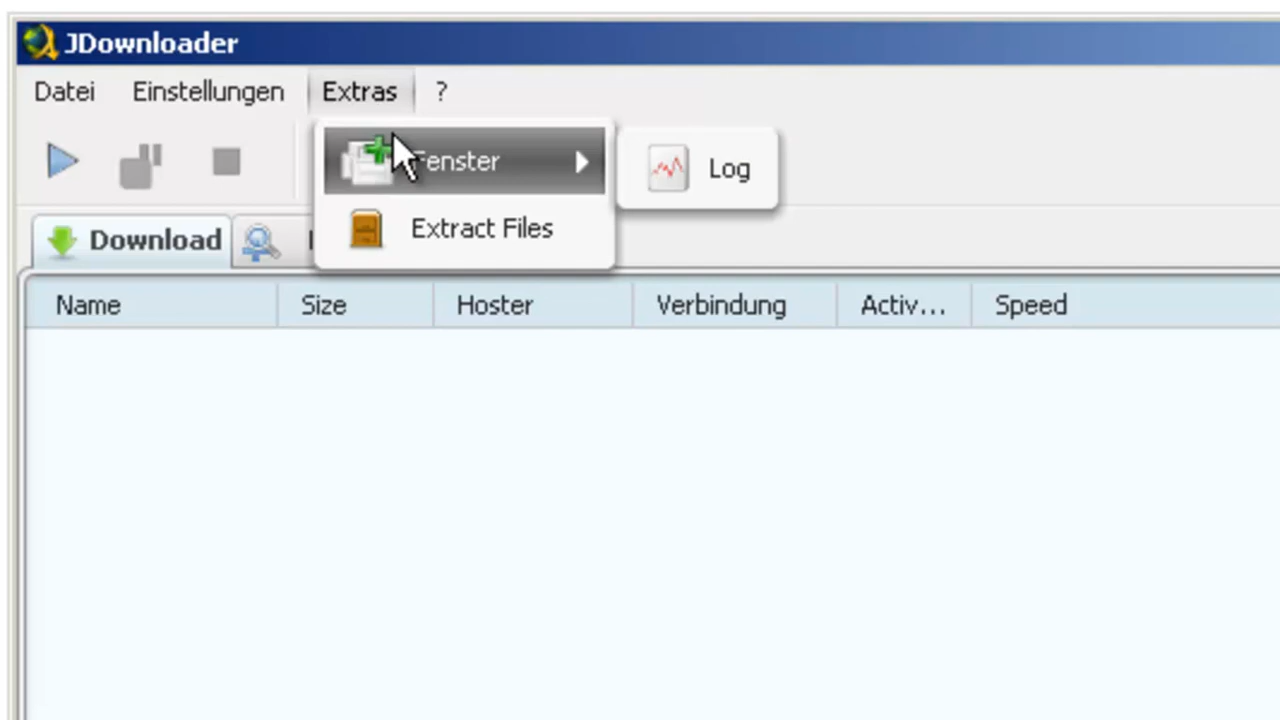 JDownloader
Datei Einstellungen Extras ?
Fenster
Log
Extract Files
Download
Name Size Hoster Verbindung Activ... Speed